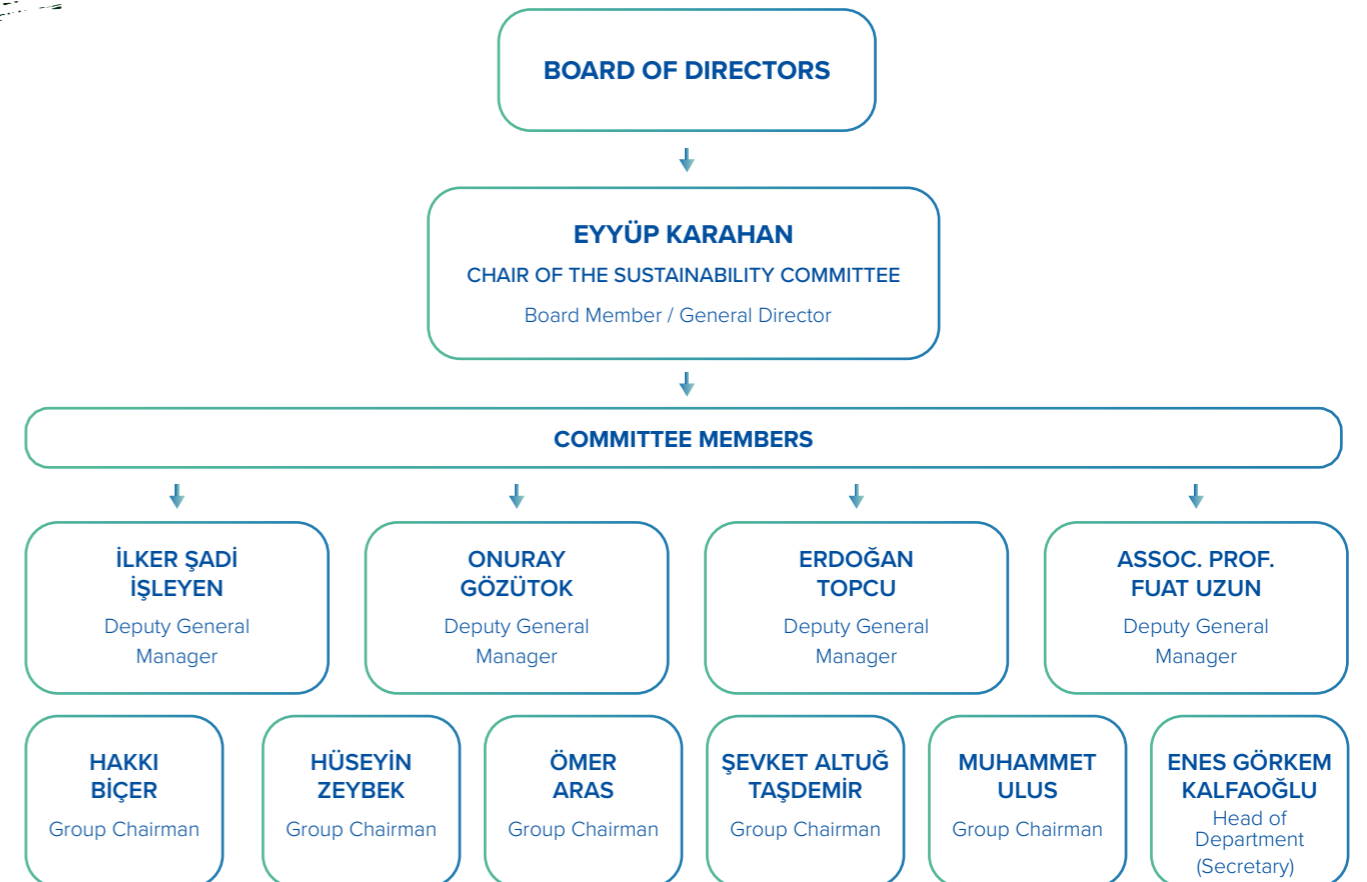 BOARD OF DIRECTORS
EYYÜP KARAHAN
CHAIR OF THE SUSTAINABILITY COMMITTEE
Board Member / General Director
COMMITTEE MEMBERS
İLKER ŞADİ
İŞLEYEN
Deputy General
Manager
ONURAY
GÖZÜTOK
Deputy General
Manager
ERDOĞAN
TOPCU
Deputy General
Manager
ASSOC. PROF.
FUAT UZUN
Deputy General
Manager
HAKKI
BİÇER
Group Chairman
HÜSEYİN
ZEYBEK
Group Chairman
ÖMER
ARAS
Group Chairman
ŞEVKET ALTUĞ
TAŞDEMİR
Group Chairman
MUHAMMET
ULUS
Group Chairman
ENES GÖRKEM
KALFAOĞLU
Head of
Department
(Secretary)